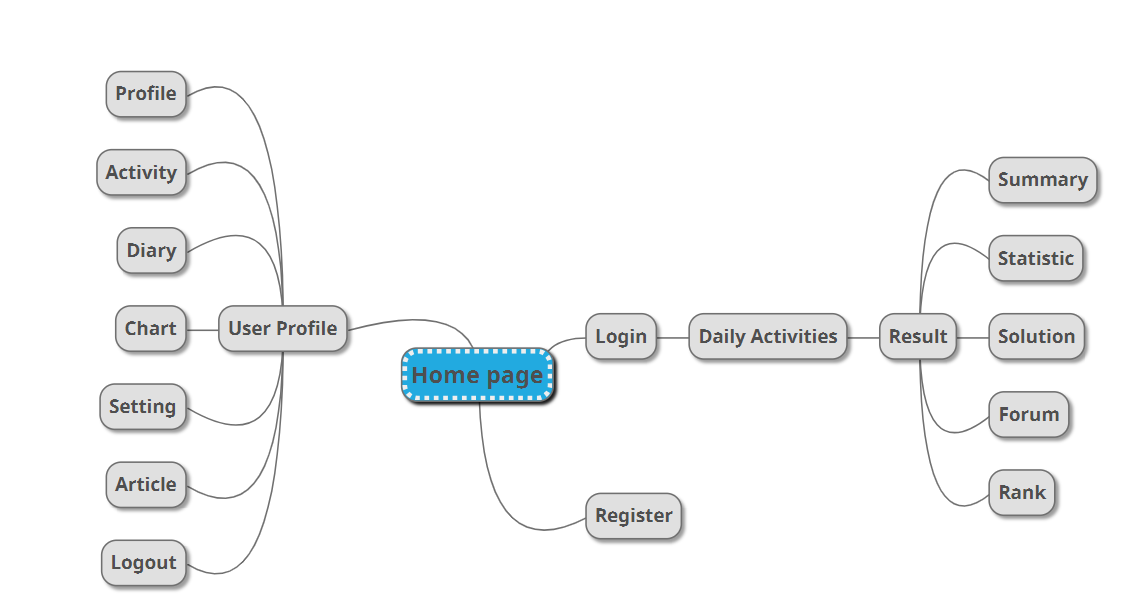 Profile
Activity
Diary
Chart
User Profile
Setting
Article
Logout
Home page
Login
Daily Activities
Result
Register
Summary
Statistic
Solution
Forum
Rank